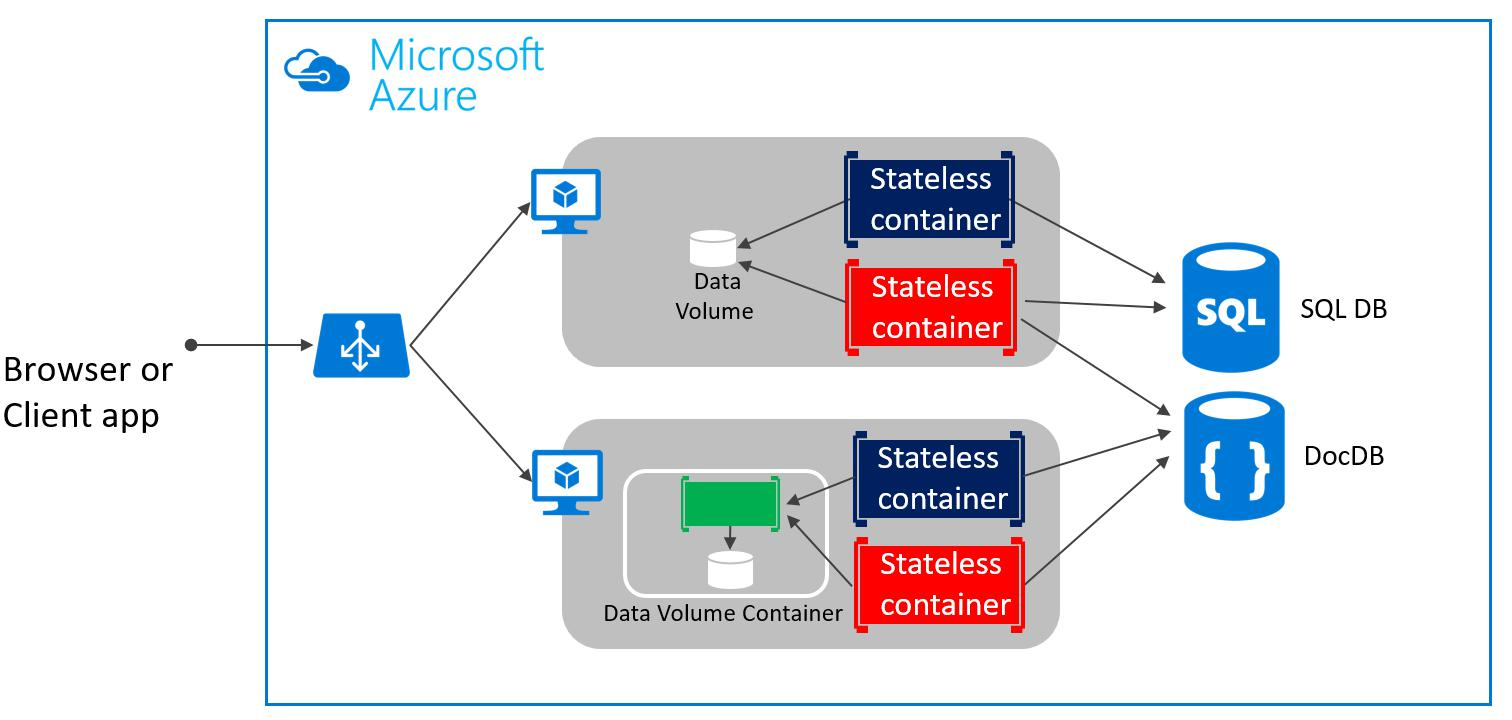 Microsoft
Azure
Stateless
container
Data
Volume
Stateless
container
SQL
SQL DB
Browser or
Client app
Stateless
container
{ }
DocDB
Stateless
container
Data Volume Container